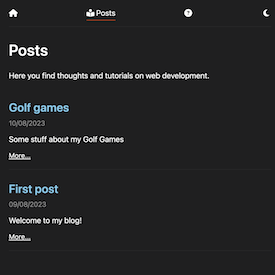 Posts
Posts
Here you find thoughts and tutorials on web development.
Golf games
10/08/2023
Some stuff about my Golf Games
More...
First post
09/08/2023
Welcome to my blog!
More...